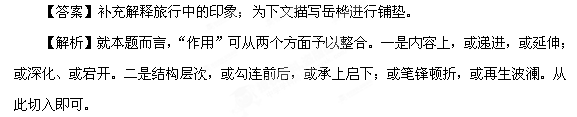 【答案】补充解释旅行中的印象；为下文描写岳桦进行铺垫。
【解析】就本题而言，“作用”可从两个方面予以整合。一是内容上，或递进，或延伸；
或深化、或宕开。二是结构层次，或勾连前后，或承上启下；或笔锋顿折，或再生波澜。从
此切入即可。